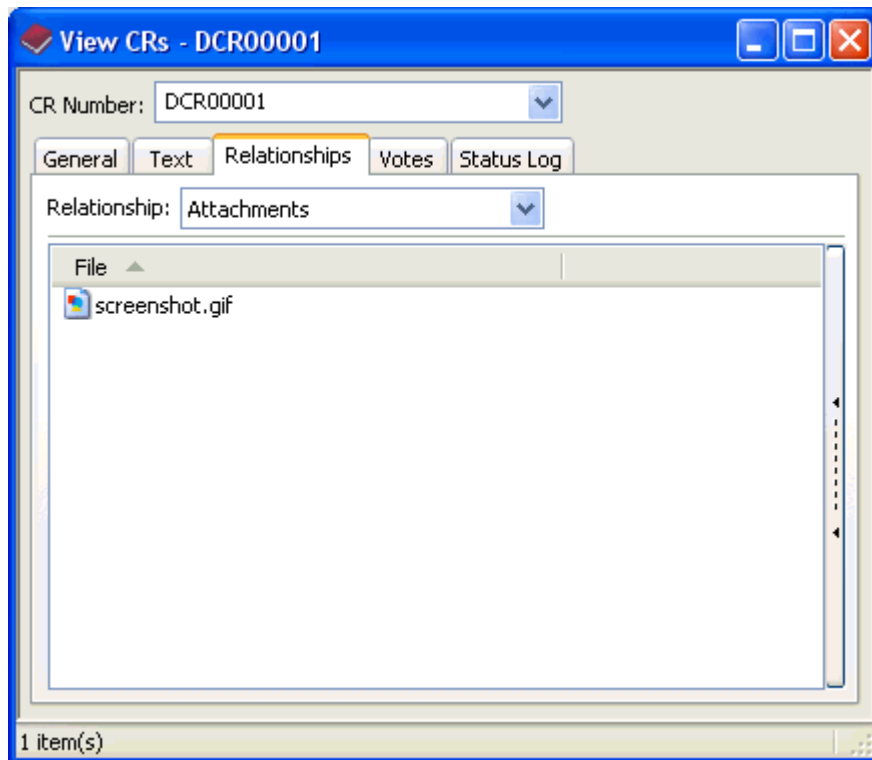 View CRs - DCR00001
CR Number: DCR00001
General Text Relationships Votes Status Log
Relationship: Attachments
File
screenshot.gif
1 item(s)